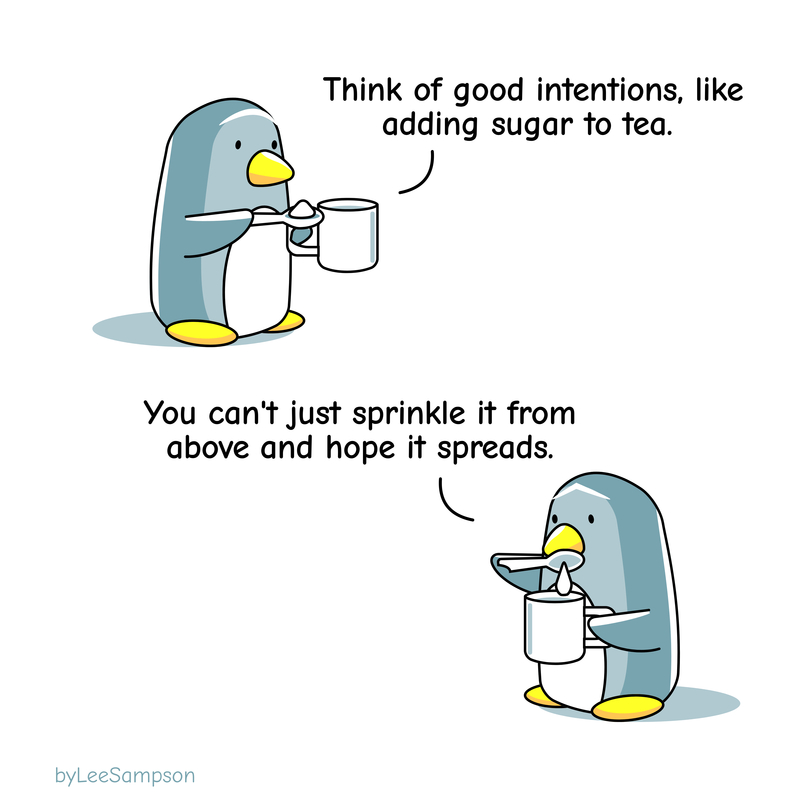 Think of good intentions, like
adding sugar to tea.
You can't just sprinkle it from
above and hope it spreads.
byLeeSampson